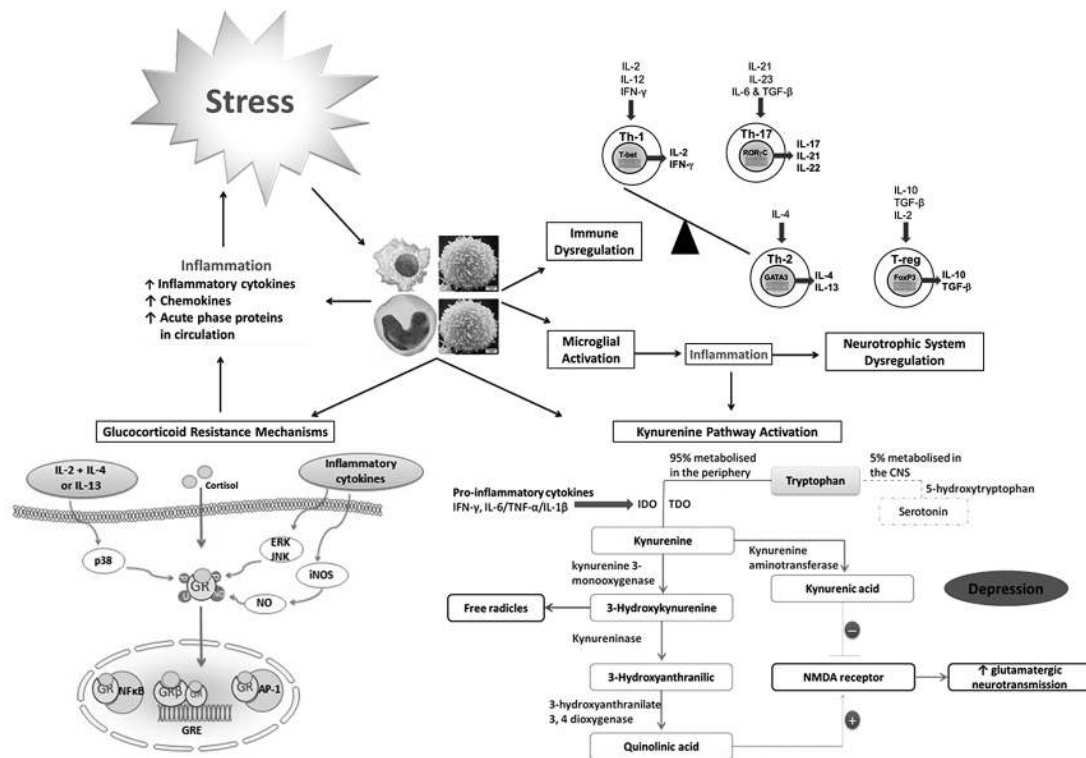 Stress
IL-2
IL-12
IFN-γ
Th-1
T-bet
IL-2
IFN-γ
IL-21
IL-23
IL-6 & TGF-β
Th-17
RORγC
IL-17
IL-21
IL-22
IL-4
Th-2
GATA3
IL-4
IL-13
IL-10
TGF-β
IL-2
T-reg
FoxP3
IL-10
TGF-β
Immune
Dysregulation
Inflammation
↑ Inflammatory cytokines
↑ Chemokines
↑ Acute phase proteins
in circulation
Microglial
Activation
Inflammation
Neurotrophic System
Dysregulation
Glucocorticoid Resistance Mechanisms
IL-2 + IL-4
or IL-13
Cortisol
Inflammatory
cytokines
p38
ERK
JNK
iNOS
NO
GR
GR
NFκB
GRβ
GR
GR
AP-1
GRE
Kynurenine Pathway Activation
95% metabolised
in the periphery
Tryptophan
5% metabolised in
the CNS
5-hydroxytryptophan
Serotonin
Pro-inflammatory cytokines
IFN-γ, IL-6/TNF-α/IL-1β
IDO
TDO
Kynurenine
kynurenine 3-
monooxygenase
Kynurenine
aminotransferase
Free radicles
3-Hydroxykynurenine
Kynurenic acid
Depression
Kynureninase
−
3-Hydroxyanthranilic
NMDA receptor
↑ glutamatergic
neurotransmission
3-hydroxyanthranilate
3, 4 dioxygenase
+
Quinolinic acid